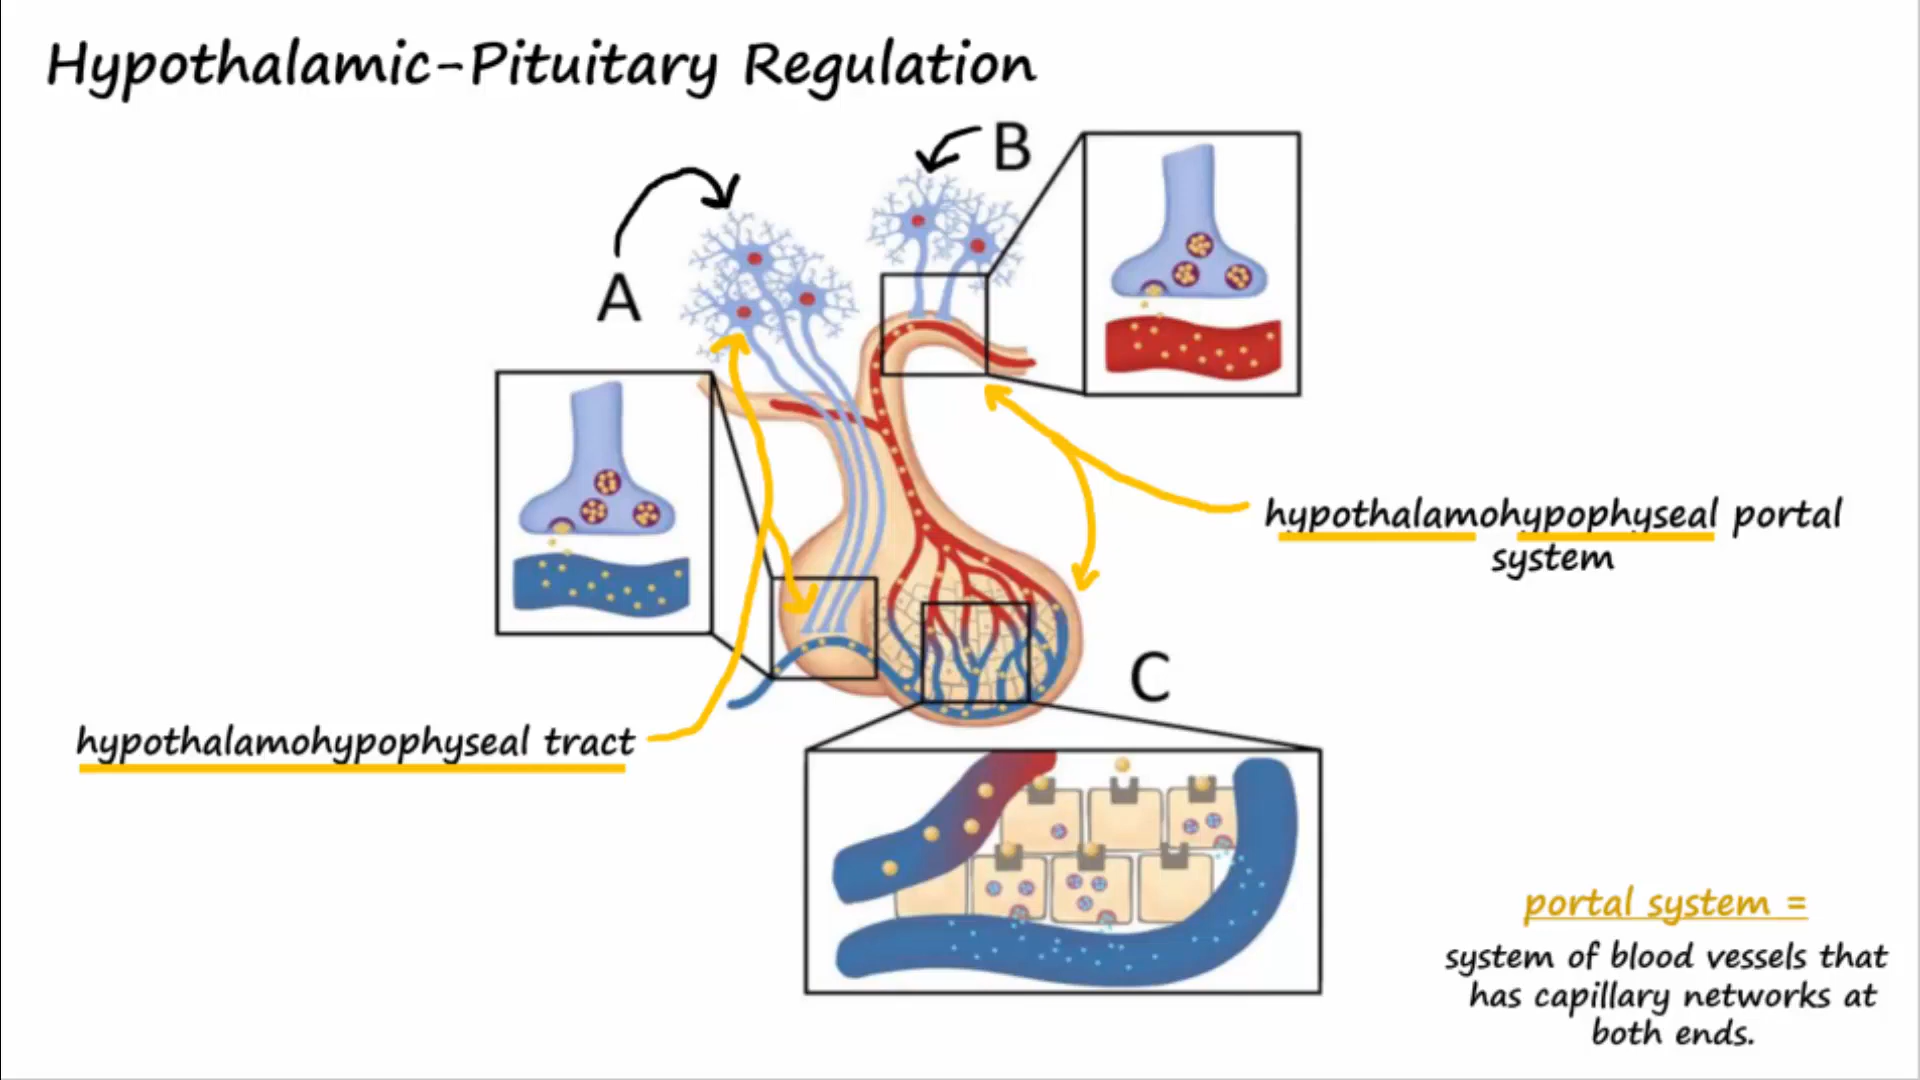 Hypothalamic-Pituitary Regulation
B
A
hypothalamohypophyseal portal
system
C
hypothalamohypophyseal tract
portal system =
system of blood vessels that
has capillary networks at
both ends.